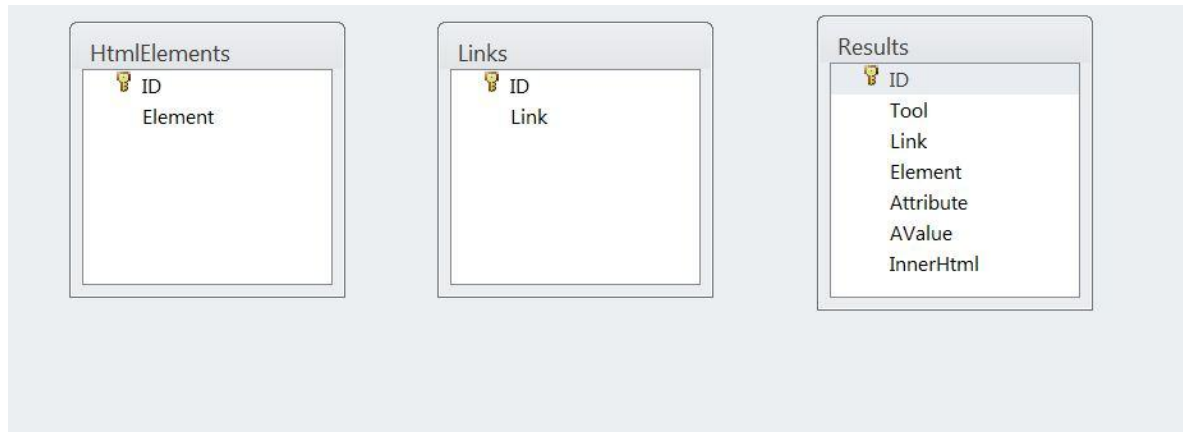 HtmlElements
ID
Element
Links
ID
Link
Results
ID
Tool
Link
Element
Attribute
AValue
InnerHtml